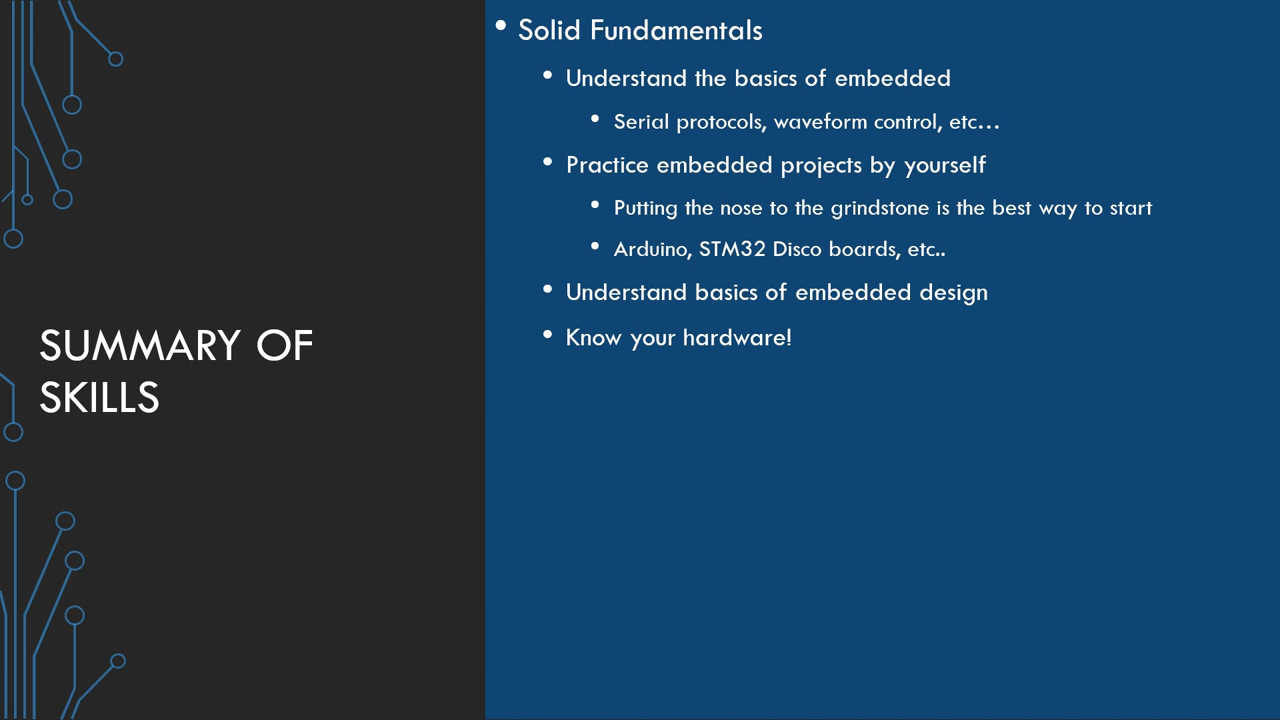 SUMMARY OF
SKILLS
• Solid Fundamentals
• Understand the basics of embedded
• Serial protocols, waveform control, etc…
• Practice embedded projects by yourself
• Putting the nose to the grindstone is the best way to start
• Arduino, STM32 Disco boards, etc..
• Understand basics of embedded design
• Know your hardware!